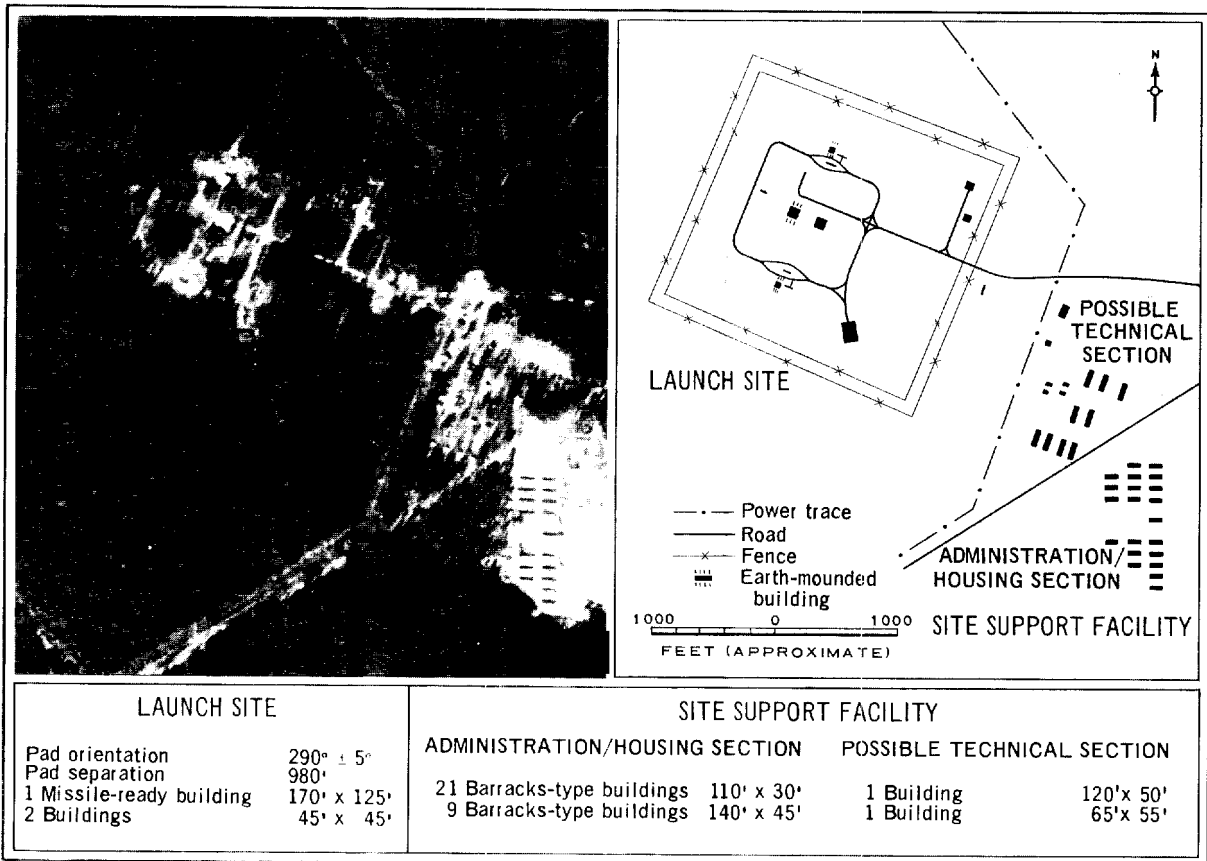 N
POSSIBLE
TECHNICAL
SECTION
LAUNCH SITE
Power trace
Road
Fence
Earth-mounded
building
ADMINISTRATION/
HOUSING SECTION
SITE SUPPORT FACILITY
1000 0 1000
FEET (APPROXIMATE)
LAUNCH SITE
Pad orientation 290° ± 5°
Pad separation 980'
1 Missile-ready building 170' x 125'
2 Buildings 45' x 45'
SITE SUPPORT FACILITY
ADMINISTRATION/HOUSING SECTION POSSIBLE TECHNICAL SECTION
21 Barracks-type buildings 110' x 30' 1 Building 120'x 50'
9 Barracks-type buildings 140' x 45' 1 Building 65'x 55'